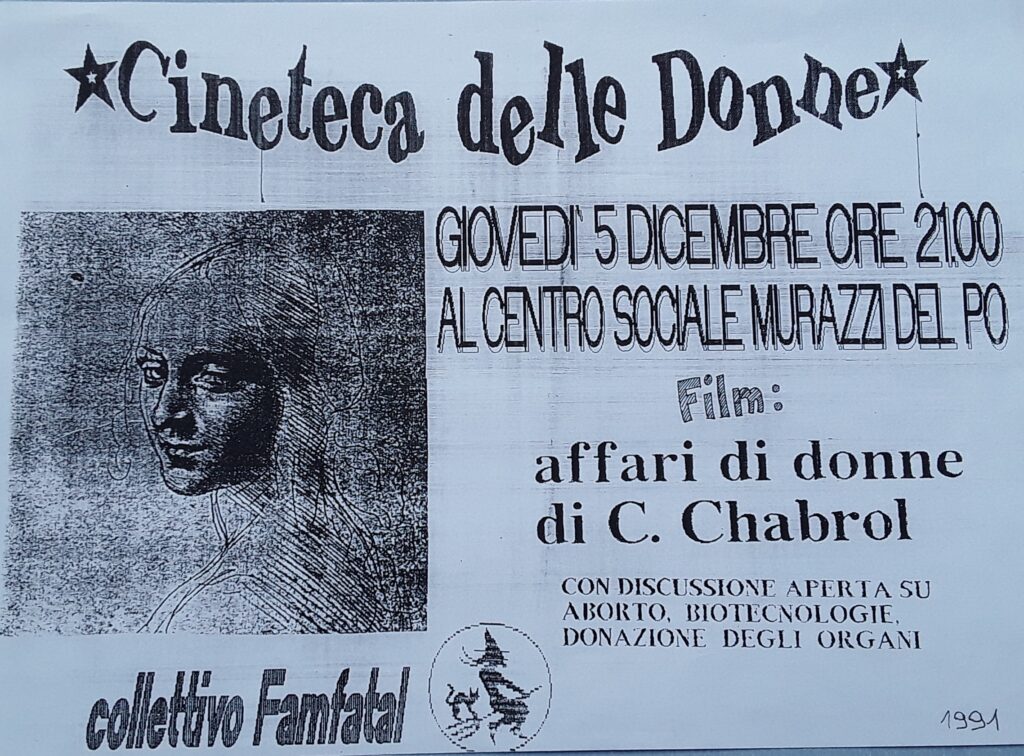 Cineteca delle Donne
GIOVEDI' 5 DICEMBRE ORE 21.00
AL CENTRO SOCIALE MURAZZI DEL PO
Film:
affari di donne
di C. Chabrol
CON DISCUSSIONE APERTA SU
ABORTO, BIOTECNOLOGIE,
DONAZIONE DEGLI ORGANI
collettivo Famfatal
1991